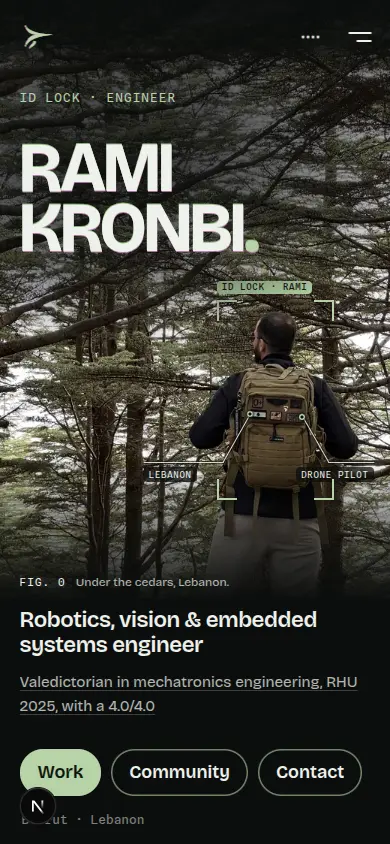 ID LOCK · ENGINEER
RAMI
KRONBI.
ID LOCK · RAMI
LEBANON
DRONE PILOT
FIG. 0 Under the cedars, Lebanon.
Robotics, vision & embedded
systems engineer
Valedictorian in mechatronics engineering, RHU
2025, with a 4.0/4.0
Work
Community
Contact
N
· Lebanon